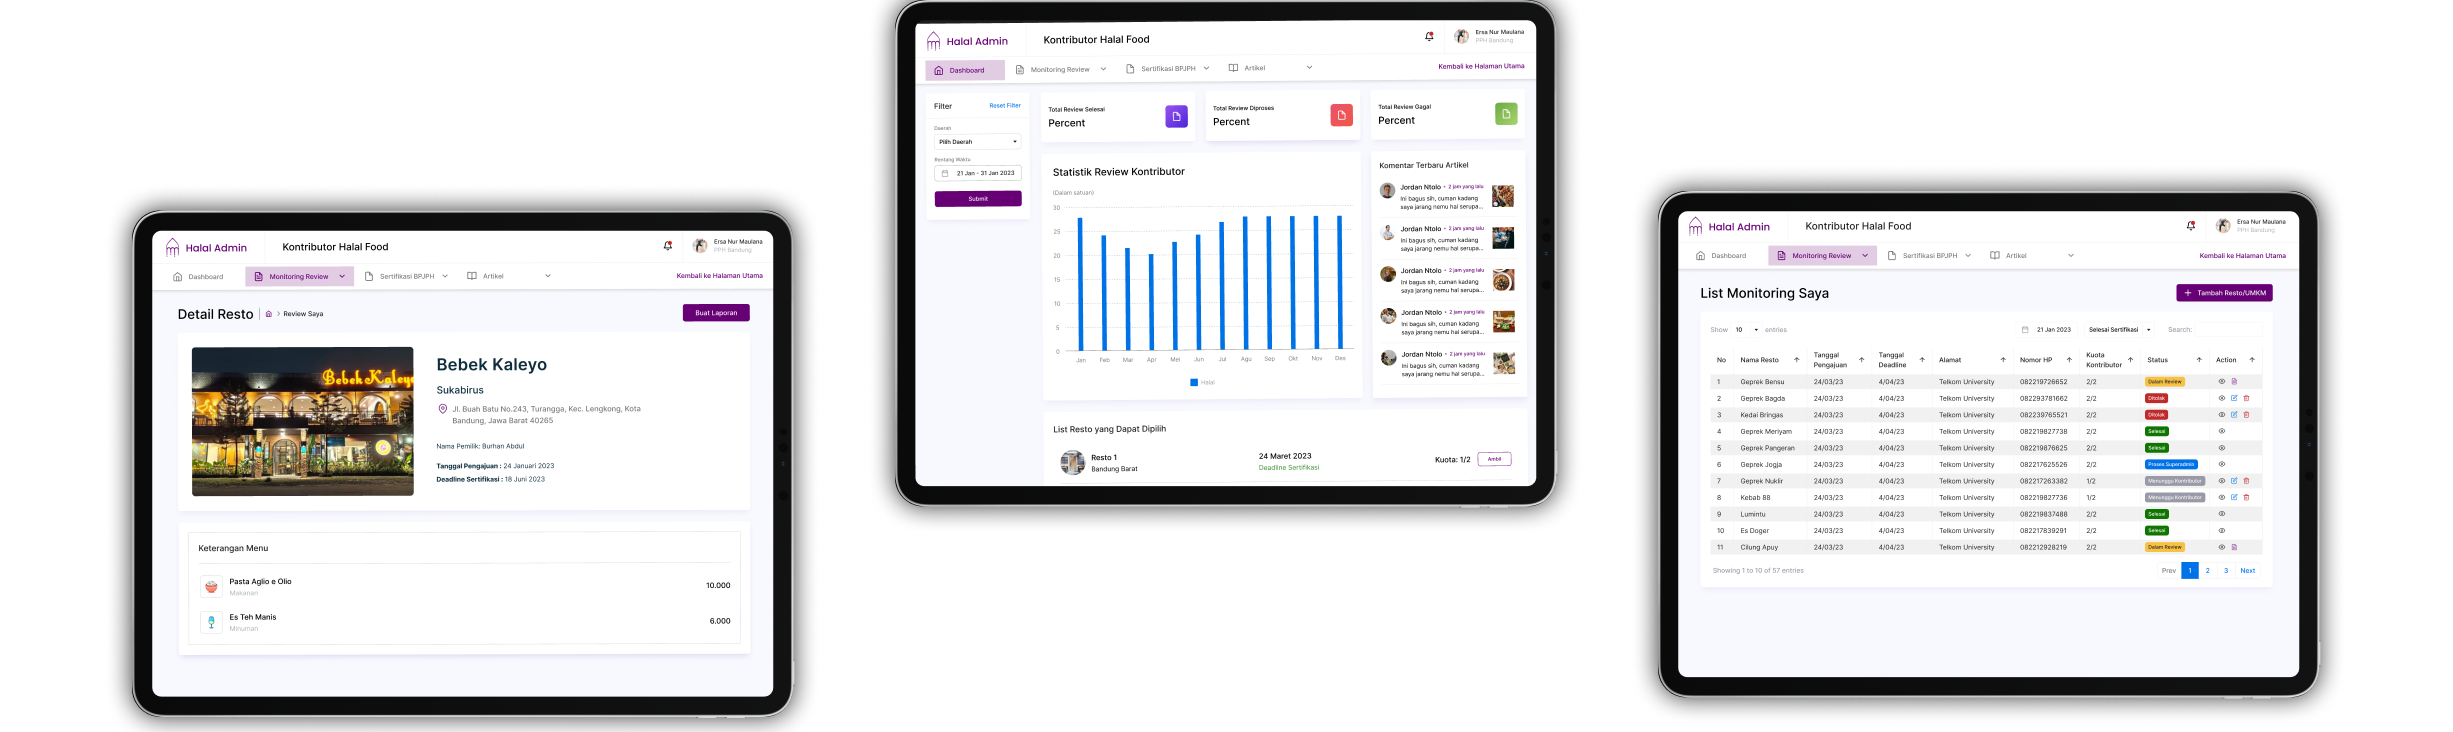 Halal Admin
Kontributor Halal Food
Ersa Nur Maulana
PPH Bandung
Dashboard
Monitoring Review
Sertifikasi BPJPH
Artikel
Kembali ke Halaman Utama
Detail Resto
Review Saya
Buat Laporan
Bebek Kaleyo
Bebek Kaleyo
Sukabirus
Jl. Buah Batu No.243, Turangga, Kec. Lengkong, Kota
Bandung, Jawa Barat 40265
Nama Pemilik: Burhan Abdul
Tanggal Pengajuan : 24 Januari 2023
Deadline Sertifikasi : 18 Juni 2023
Keterangan Menu
Pasta Aglio e Olio 10.000
Makanan
Es Teh Manis 6.000
Minuman
Halal Admin
Kontributor Halal Food
Ersa Nur Maulana
PPH Bandung
Dashboard
Monitoring Review
Sertifikasi BPJPH
Artikel
Kembali ke Halaman Utama
Filter Reset Filter
Daerah
Pilih Daerah
Rentang Waktu
21 Jan - 31 Jan 2023
Submit
Total Review Selesai
Percent
Total Review Diproses
Percent
Total Review Gagal
Percent
Statistik Review Kontributor
(Dalam satuan)
30
25
20
15
10
5
0
Jan Feb Mar Apr Mei Jun Jul Agu Sep Okt Nov Des
Halal
Komentar Terbaru Artikel
Jordan Ntolo • 2 jam yang lalu
Ini bagus sih, cuman kadang
saya jarang nemu hal serupa...
Jordan Ntolo • 2 jam yang lalu
Ini bagus sih, cuman kadang
saya jarang nemu hal serupa...
Jordan Ntolo • 2 jam yang lalu
Ini bagus sih, cuman kadang
saya jarang nemu hal serupa...
Jordan Ntolo • 2 jam yang lalu
Ini bagus sih, cuman kadang
saya jarang nemu hal serupa...
Jordan Ntolo • 2 jam yang lalu
Ini bagus sih, cuman kadang
saya jarang nemu hal serupa...
List Resto yang Dapat Dipilih
Resto 1
Bandung Barat
24 Maret 2023
Deadline Sertifikasi
Kuota: 1/2 Ambil
Halal Admin
Kontributor Halal Food
Ersa Nur Maulana
PPH Bandung
Dashboard
Monitoring Review
Sertifikasi BPJPH
Artikel
Kembali ke Halaman Utama
List Monitoring Saya
+ Tambah Resto/UMKM
Show 10 entries
21 Jan 2023
Selesai Sertifikasi
Search:
No Nama Resto Tanggal Pengajuan Tanggal Deadline Alamat Nomor HP Kuota Kontributor Status Action
1 Geprek Bensu 24/03/23 4/04/23 Telkom University 082219726652 2/2 Dalam Review
2 Geprek Bagda 24/03/23 4/04/23 Telkom University 082293781662 2/2 Ditolak
3 Kedai Bringas 24/03/23 4/04/23 Telkom University 082239765521 2/2 Ditolak
4 Geprek Meriyam 24/03/23 4/04/23 Telkom University 082219827738 2/2 Selesai
5 Geprek Pangeran 24/03/23 4/04/23 Telkom University 082219876625 2/2 Selesai
6 Geprek Jogja 24/03/23 4/04/23 Telkom University 082217625526 2/2 Proses Superadmin
7 Geprek Nuklir 24/03/23 4/04/23 Telkom University 082217263382 1/2 Menunggu Kontributor
8 Kebab 88 24/03/23 4/04/23 Telkom University 082219827736 1/2 Menunggu Kontributor
9 Lumintu 24/03/23 4/04/23 Telkom University 082219837488 2/2 Selesai
10 Es Doger 24/03/23 4/04/23 Telkom University 082217839291 2/2 Selesai
11 Cilung Apuy 24/03/23 4/04/23 Telkom University 082212928219 2/2 Dalam Review
Showing 1 to 10 of 57 entries
Prev 1 2 3 Next